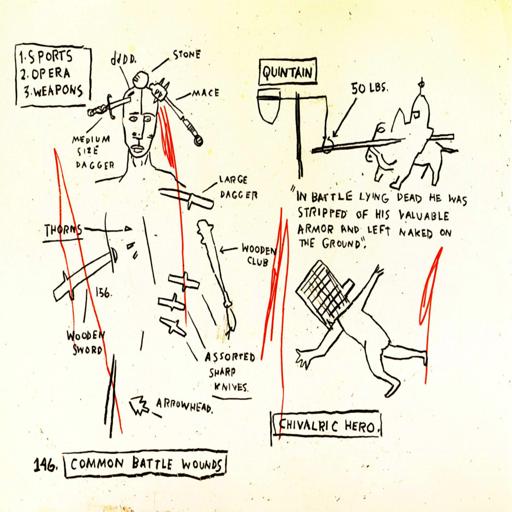 1. SPORTS
2. OPERA
3. WEAPONS
STONE
MACE
MEDIUM
SIZE
DAGGER
LARGE
DAGGER
THORNS
WOODEN
CLUB
136.
WOODEN
SWORD
ASSORTED
SHARP
KNIVES.
ARROWHEAD.
146. COMMON BATTLE WOUNDS
QUINTAIN
50 LBS.
"IN BATTLE LYING DEAD HE WAS
STRIPPED OF HIS VALUABLE
ARMOR AND LEFT NAKED ON
THE GROUND".
CHIVALRIC HERO.